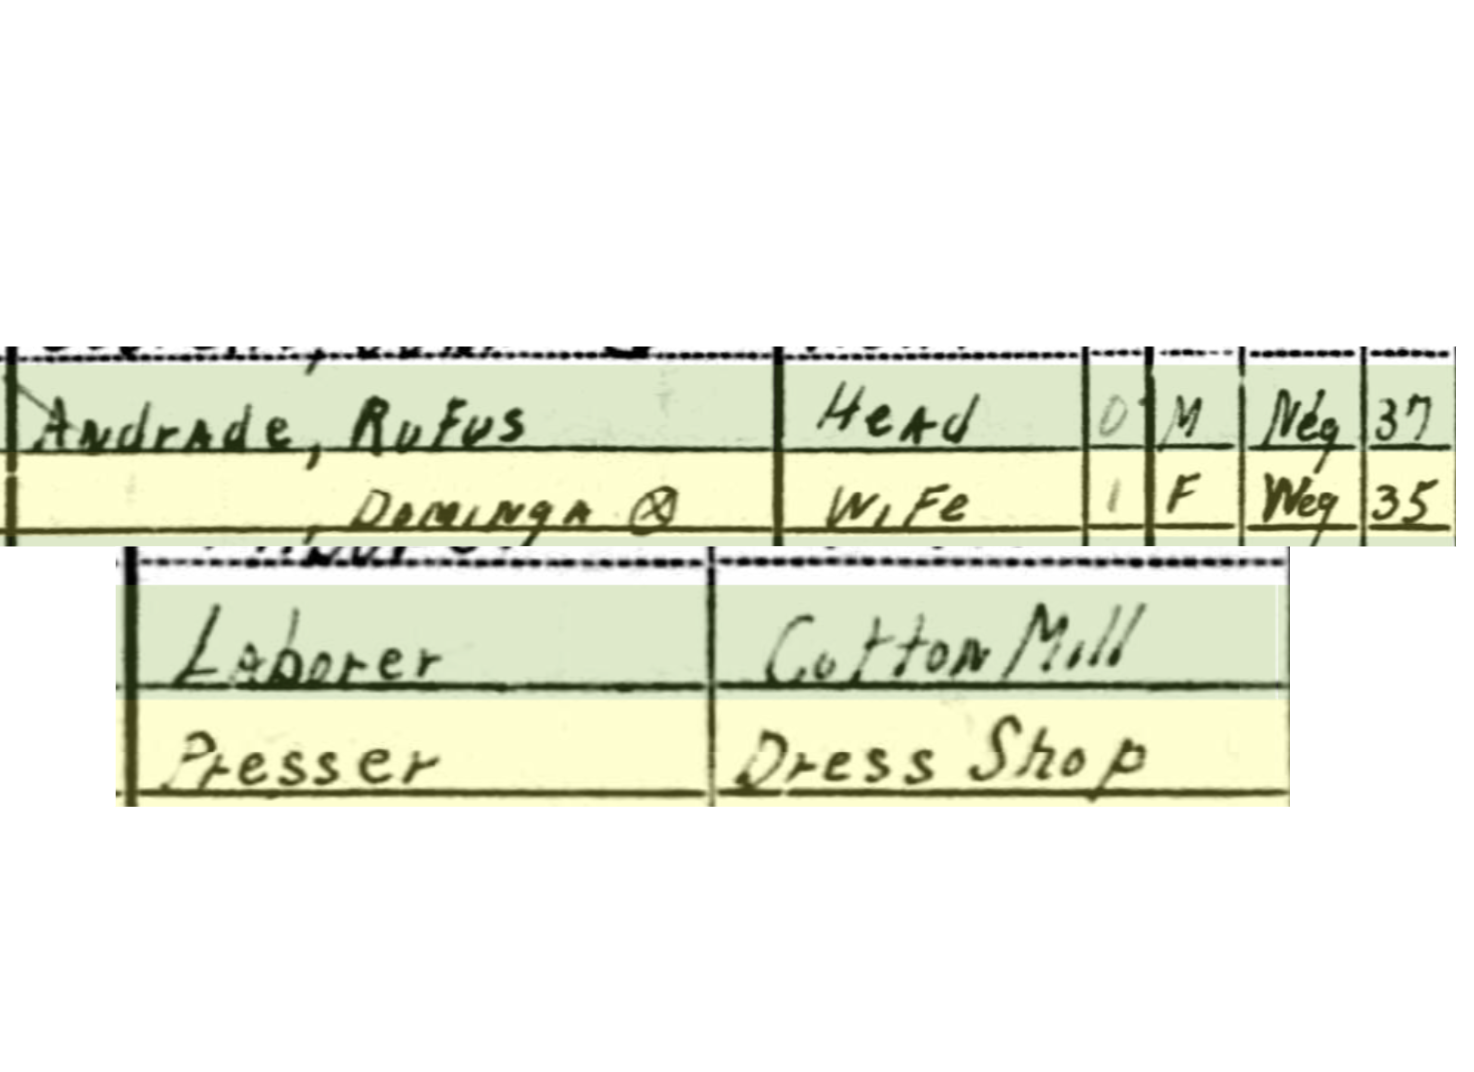 Andrade, Rufus Head 0 M Neg 37
Dominga ⓧ Wife 1 F Neg 35
Laborer Cotton Mill
Presser Dress Shop